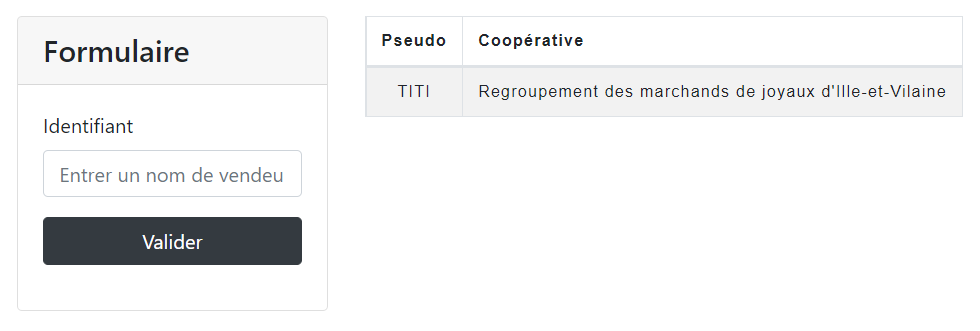 Formulaire
Identifiant
Entrer un nom de vendeu
Valider
Pseudo Coopérative
TITI Regroupement des marchands de joyaux d'Ille-et-Vilaine